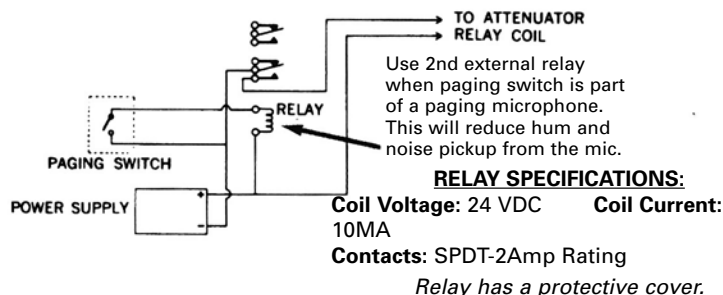 TO ATTENUATOR
RELAY COIL
Use 2nd external relay
when paging switch is part
of a paging microphone.
This will reduce hum and
noise pickup from the mic.
RELAY
PAGING SWITCH
POWER SUPPLY
+
−
RELAY SPECIFICATIONS:
Coil Voltage: 24 VDC Coil Current:
10MA
Contacts: SPDT-2Amp Rating
Relay has a protective cover.